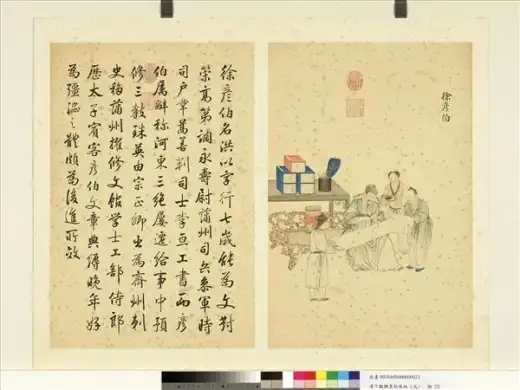 徐彥伯
徐彥伯名洪以字行七歲能為文對
策高第調永壽尉蒲州司兵參軍時
司戶韋暠善判司士李亘工書而彥
伯屬辭稱河東三絕屢遷給事中預
修三教珠英由宗正卿出為齊州刺
史移蒲州擢修文館學士工部侍郎
歷太子賓客彥伯文章典縟晚年好
為彊澁之體頗為後進所效